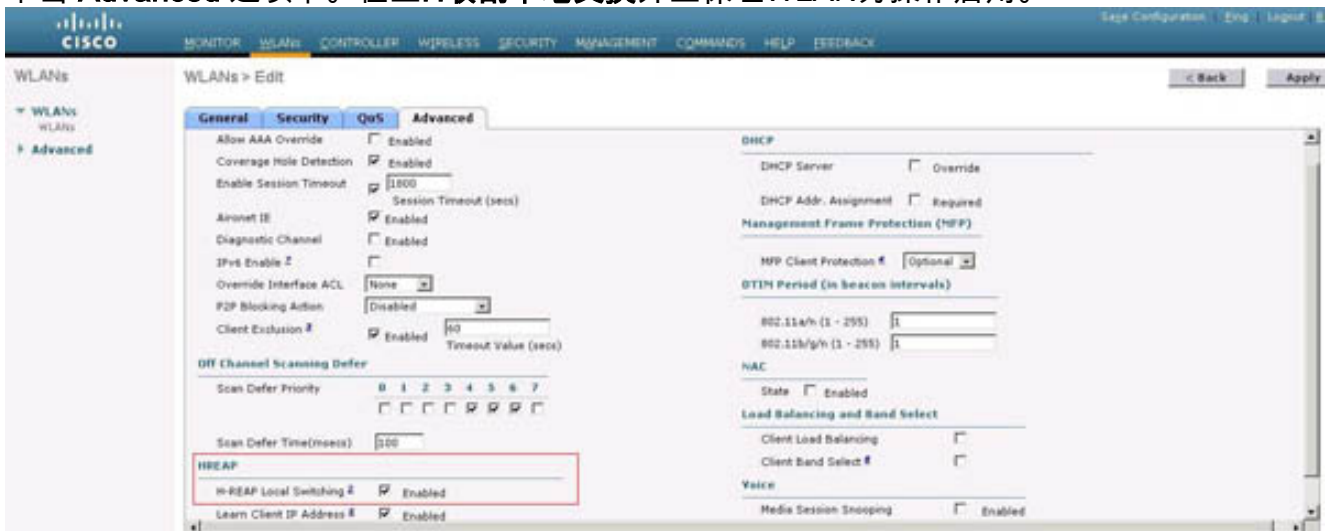 CISCO
Save Configuration Ping Logout
MONITOR WLANs CONTROLLER WIRELESS SECURITY MANAGEMENT COMMANDS HELP FEEDBACK
WLANs
WLANs
WLANs
Advanced
WLANs > Edit
< Back
Apply
General Security QoS Advanced
Allow AAA Override Enabled
Coverage Hole Detection Enabled
Enable Session Timeout 1800
Session Timeout (secs)
Aironet IE Enabled
Diagnostic Channel Enabled
IPv6 Enable
Override Interface ACL None
P2P Blocking Action Disabled
Client Exclusion Enabled 60
Timeout Value (secs)
Off Channel Scanning Defer
Scan Defer Priority 0 1 2 3 4 5 6 7
Scan Defer Time(msecs) 100
HREAP
H-REAP Local Switching 2 Enabled
Learn Client IP Address Enabled
DHCP
DHCP Server Override
DHCP Addr. Assignment Required
Management Frame Protection (MFP)
MFP Client Protection Optional
DTIM Period (in beacon intervals)
802.11a/n (1 - 255) 1
802.11b/g/n (1 - 255) 1
NAC
State Enabled
Load Balancing and Band Select
Client Load Balancing
Client Band Select
Voice
Media Session Snooping Enabled